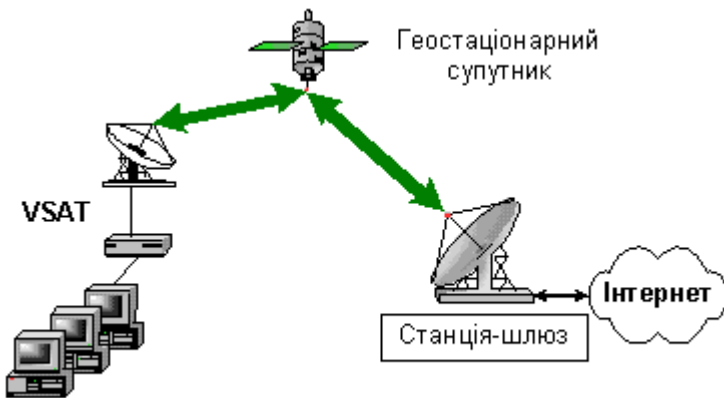 Геостаціонарний
супутник
VSAT
Інтернет
Станція-шлюз